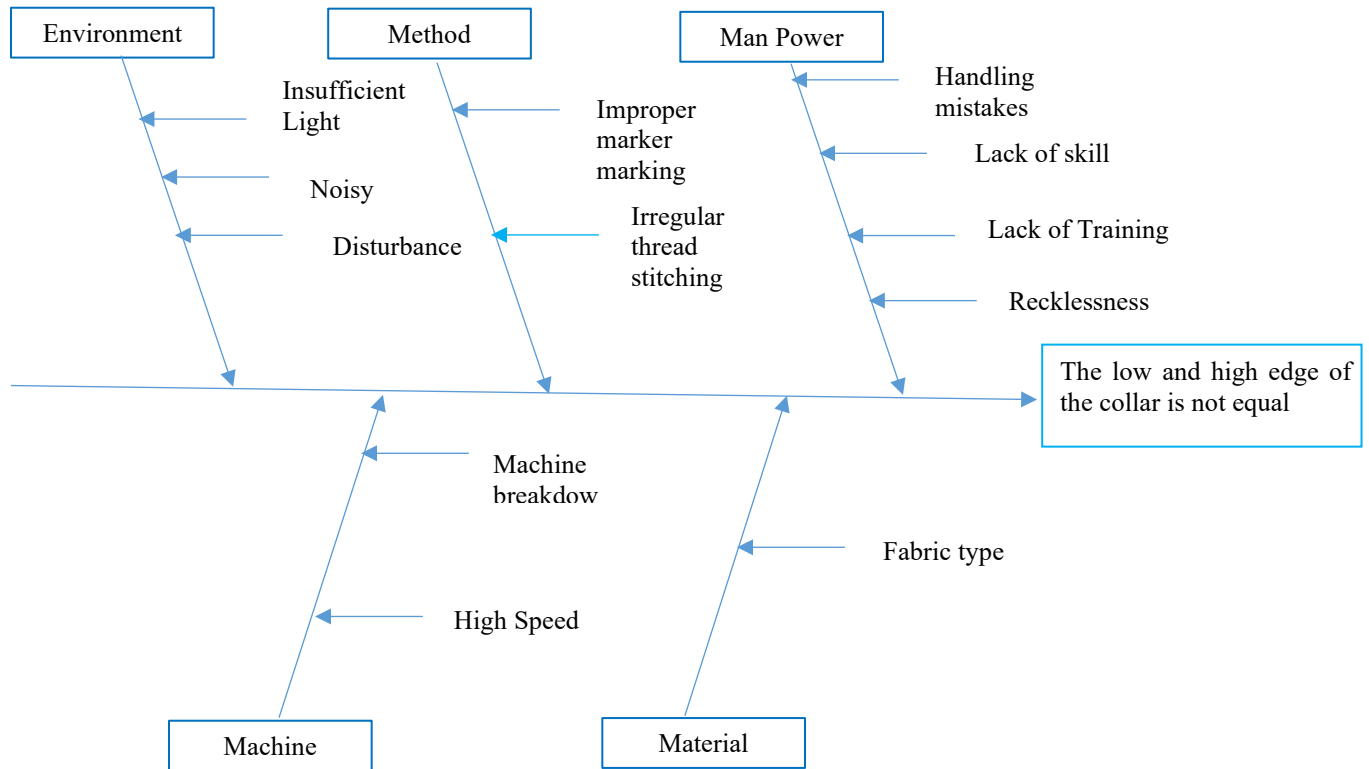 Environment
Method
Man Power
Insufficient
Light
Noisy
Disturbance
Improper
marker
marking
Irregular
thread
stitching
Handling
mistakes
Lack of skill
Lack of Training
Recklessness
The low and high edge of
the collar is not equal
Machine
breakdow
High Speed
Fabric type
Machine
Material